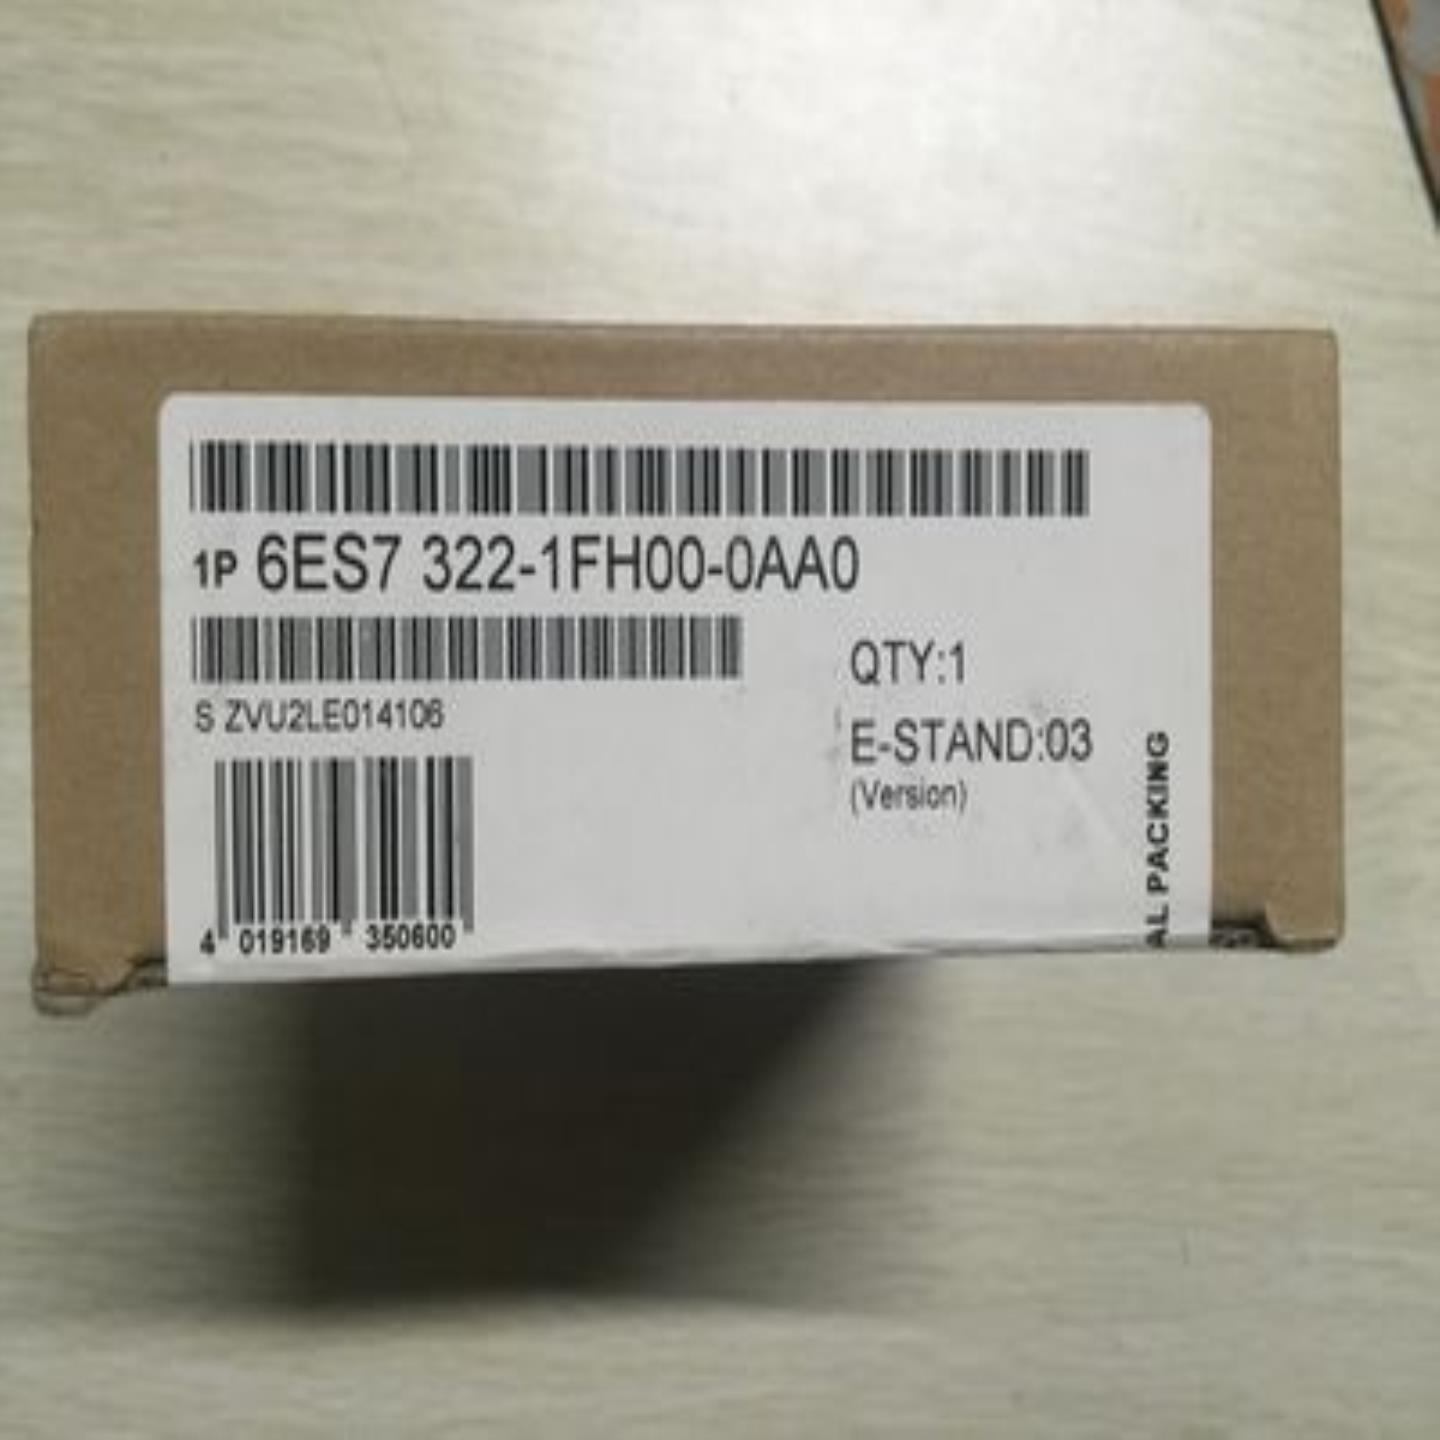 1P 6ES7 322-1FH00-0AA0
S ZVU2LE014106
QTY:1
E-STAND:03
(Version)
4 019169 350600
AL PACKING